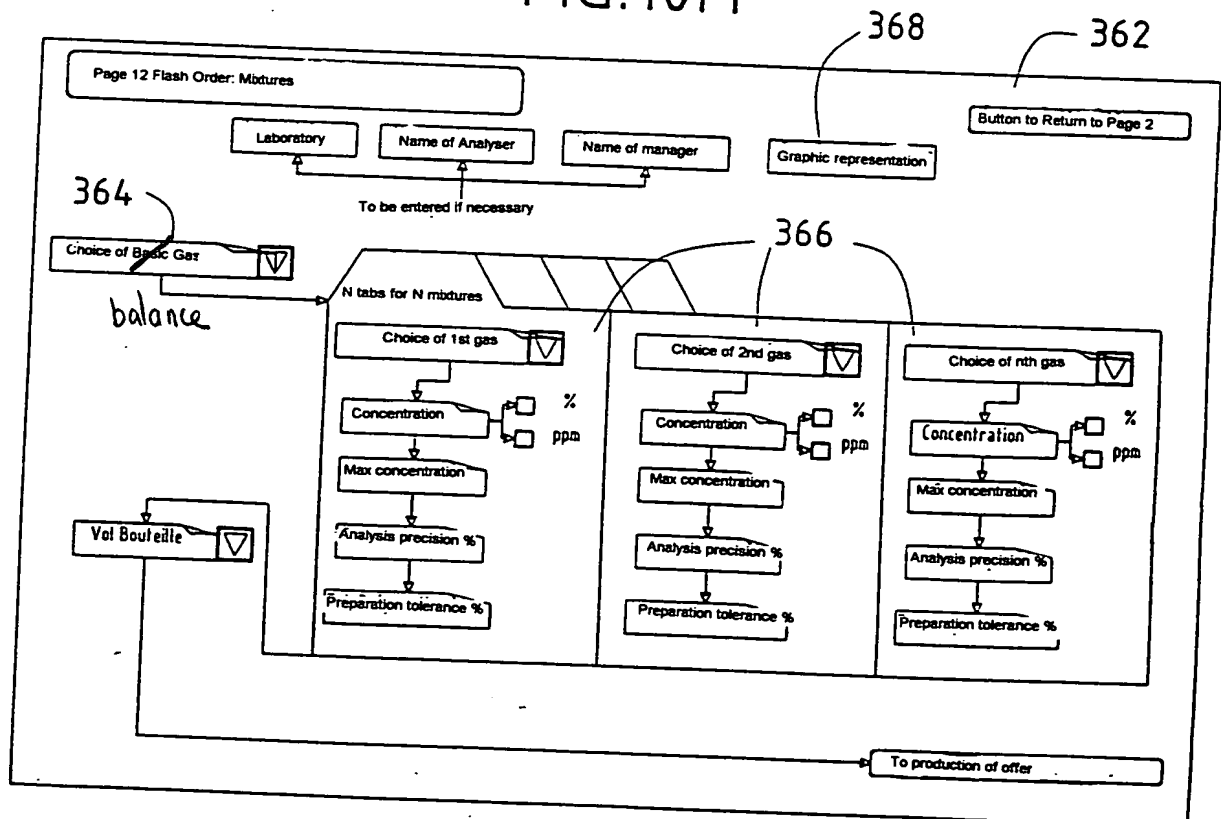 368
362
Page 12 Flash Order: Mixtures
Button to Return to Page 2
Laboratory
Name of Analyser
Name of manager
Graphic representation
To be entered if necessary
364
366
Choice of Basic Gas
balance
N tabs for N mixtures
Choice of 1st gas
Choice of 2nd gas
Choice of nth gas
Concentration
%
ppm
Concentration
%
ppm
Concentration
%
ppm
Max concentration
Max concentration
Max concentration
Vol Bouteille
Analysis precision %
Analysis precision %
Analysis precision %
Preparation tolerance %
Preparation tolerance %
Preparation tolerance %
To production of offer